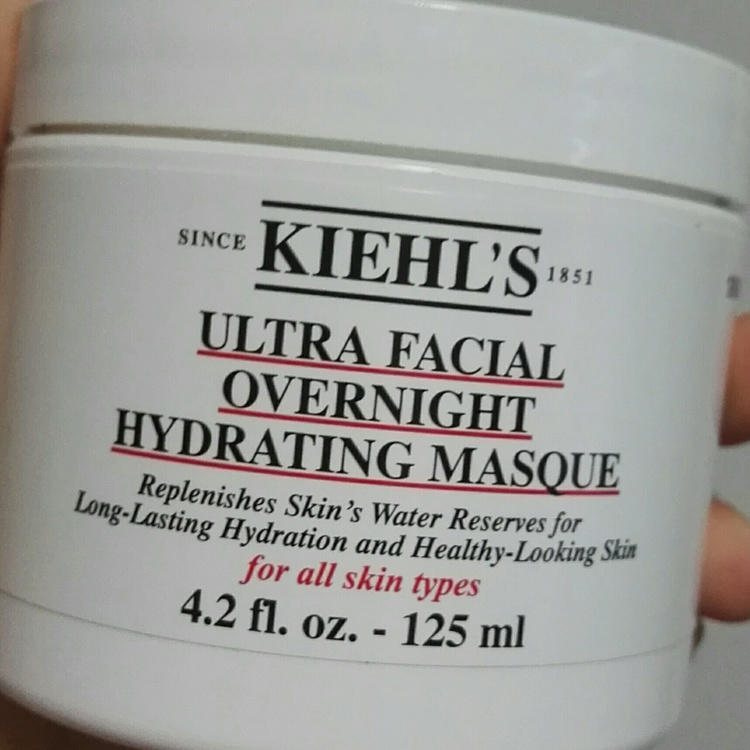 SINCE KIEHL'S 1851
ULTRA FACIAL
OVERNIGHT
HYDRATING MASQUE
Replenishes Skin's Water Reserves for
Long-Lasting Hydration and Healthy-Looking Skin
for all skin types
4.2 fl. oz. - 125 ml